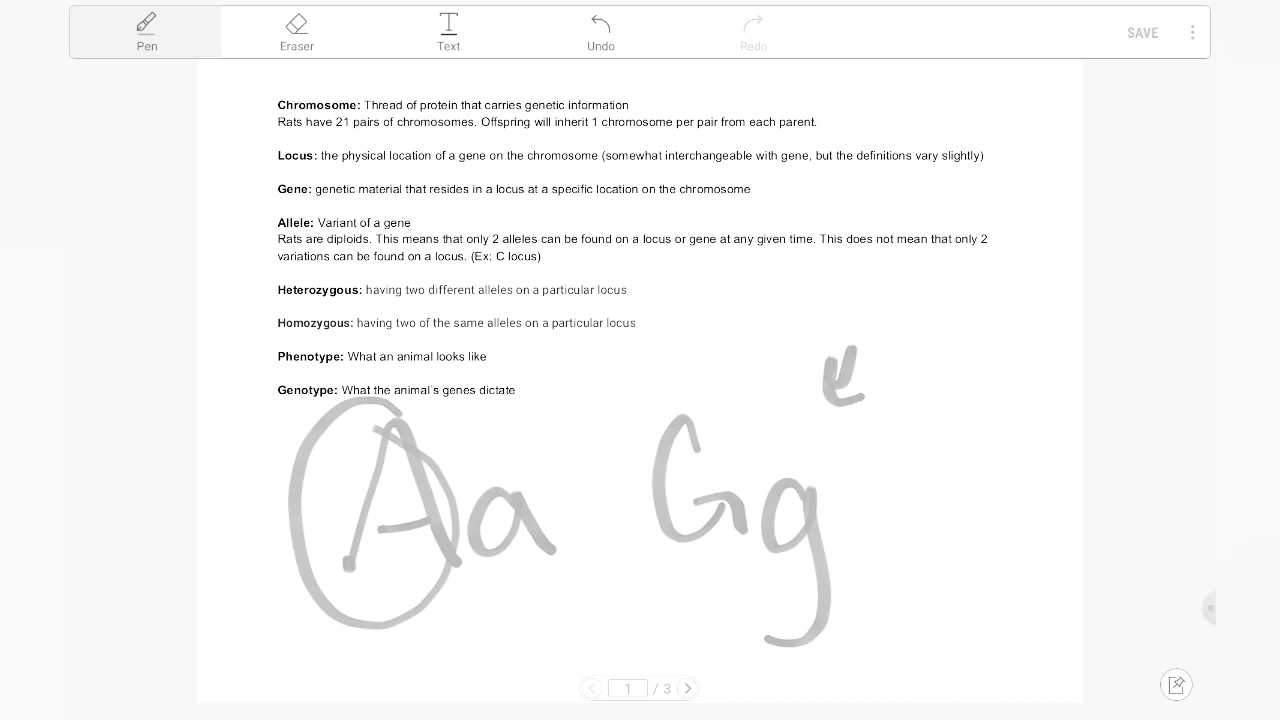 Pen Eraser Text Undo Redo SAVE
Chromosome: Thread of protein that carries genetic information
Rats have 21 pairs of chromosomes. Offspring will inherit 1 chromosome per pair from each parent.
Locus: the physical location of a gene on the chromosome (somewhat interchangeable with gene, but the definitions vary slightly)
Gene: genetic material that resides in a locus at a specific location on the chromosome
Allele: Variant of a gene
Rats are diploids. This means that only 2 alleles can be found on a locus or gene at any given time. This does not mean that only 2
variations can be found on a locus. (Ex: C locus)
Heterozygous: having two different alleles on a particular locus
Homozygous: having two of the same alleles on a particular locus
Phenotype: What an animal looks like
Genotype: What the animal's genes dictate
Aa Gg
1 / 3